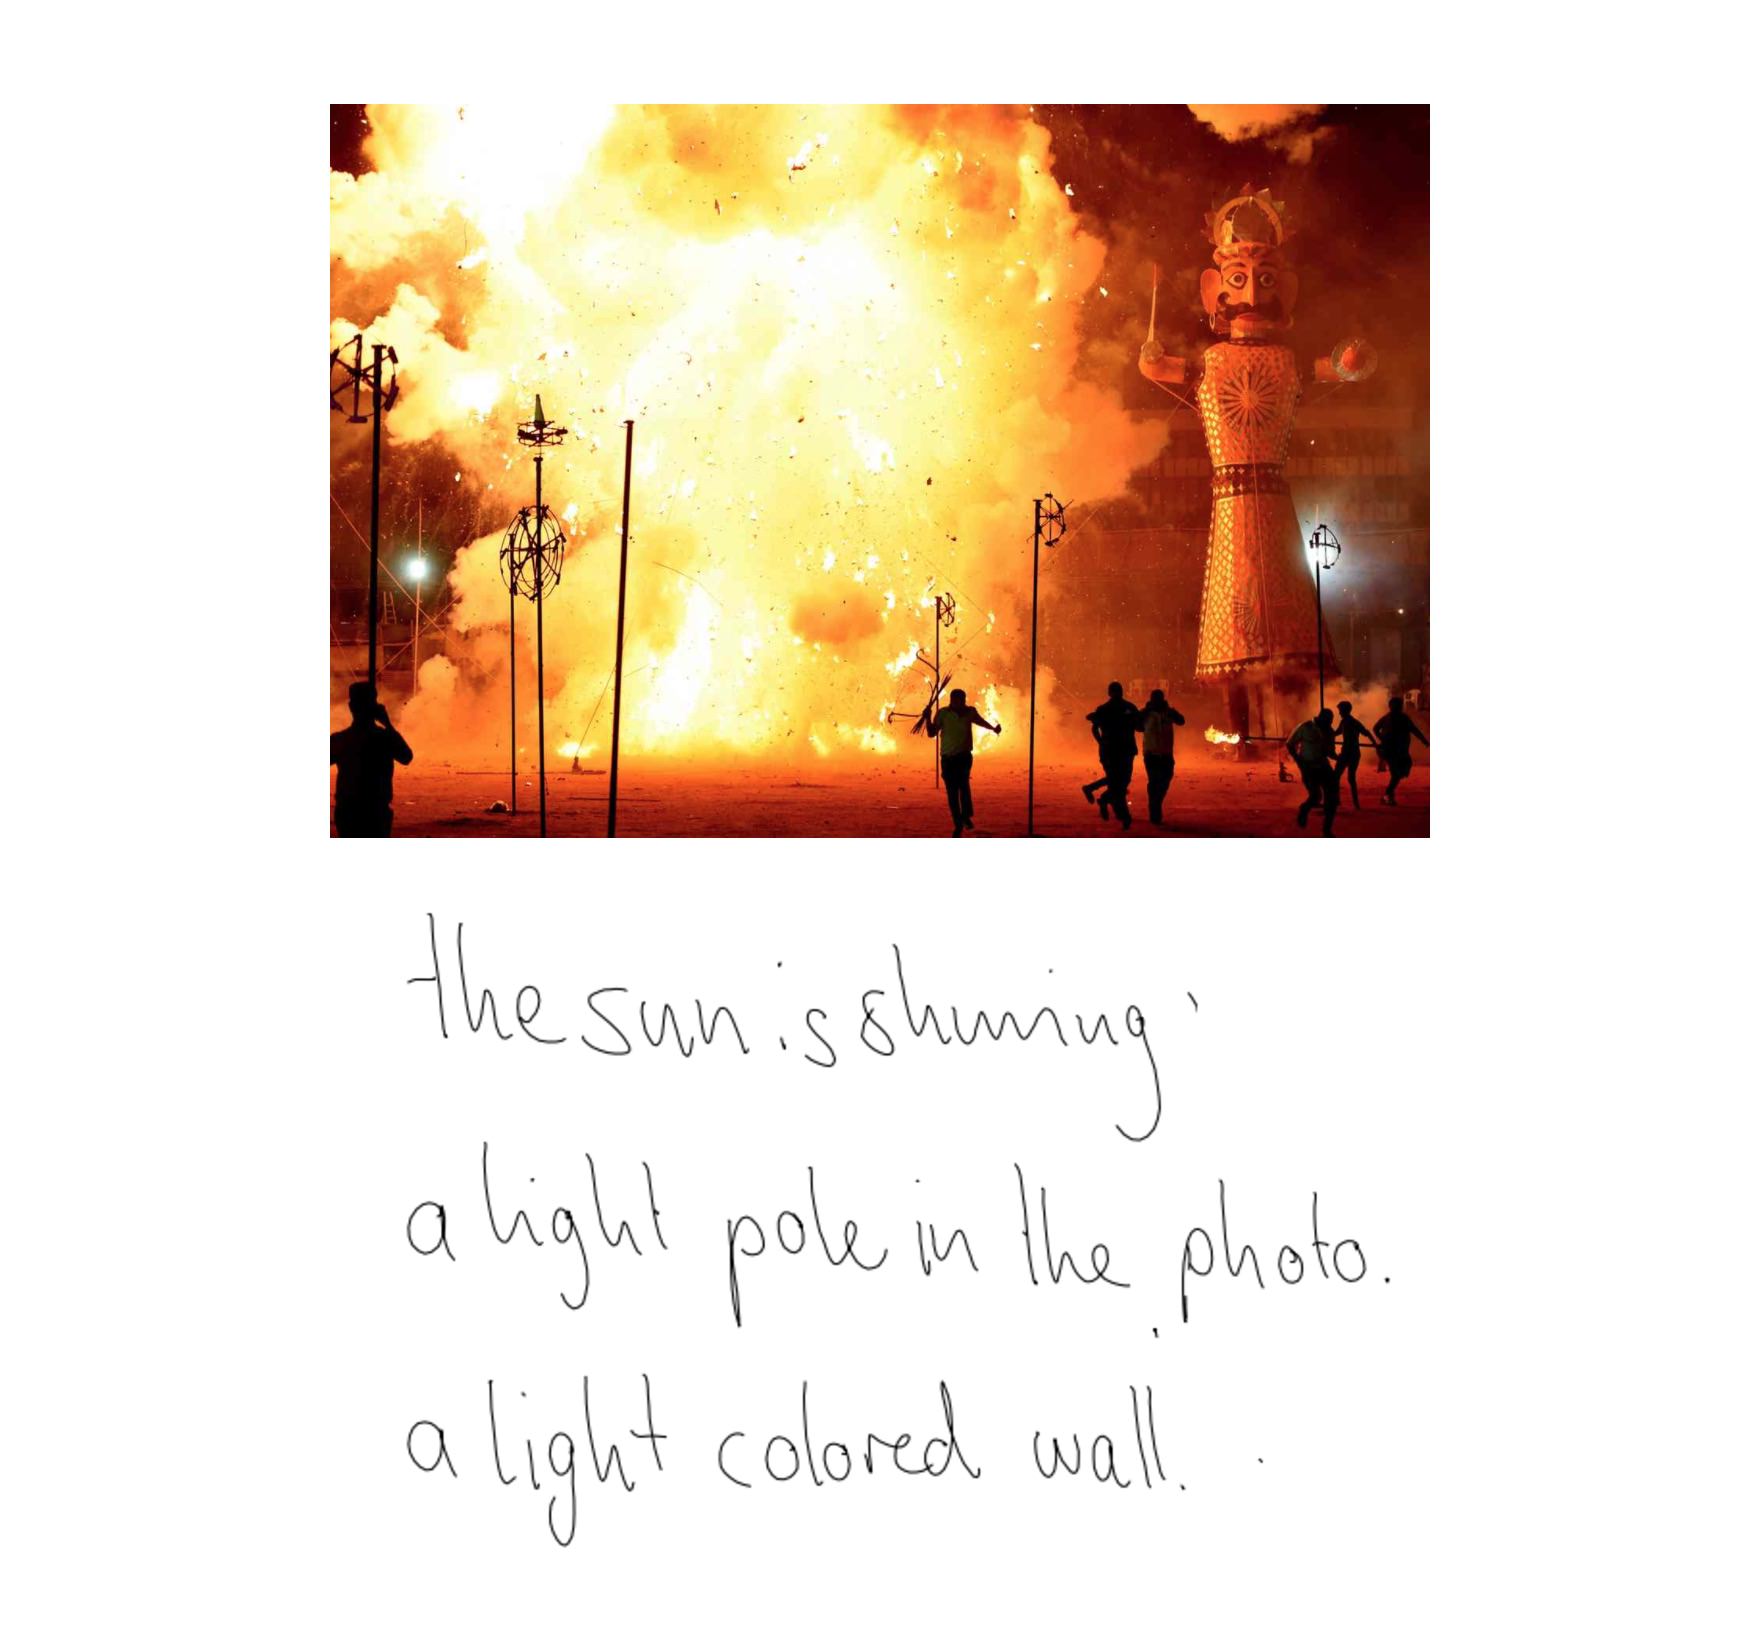 the sun is shining
a light pole in the photo.
a light colored wall.